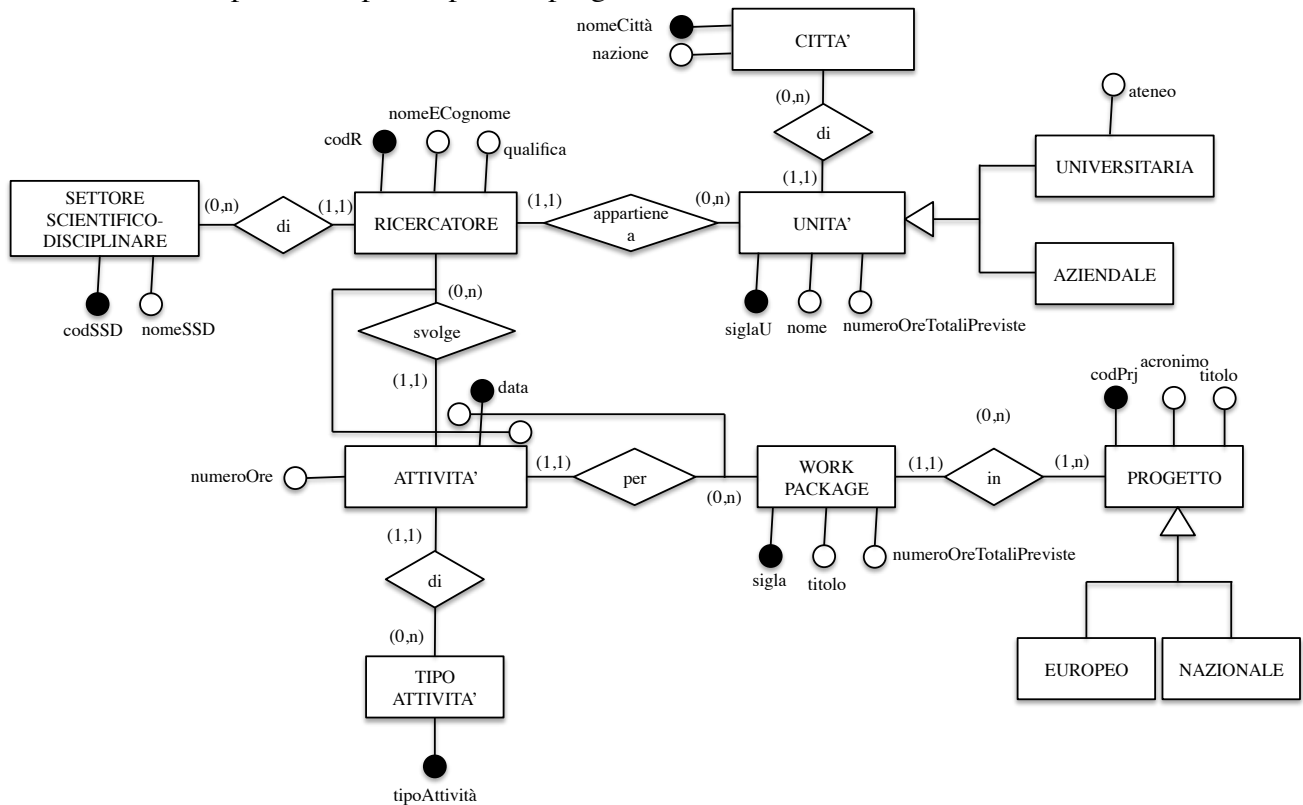 nomeCittà
nazione
CITTA’
(0,n)
di
(1,1)
ateneo
UNIVERSITARIA
AZIENDALE
codR
nomeECognome
qualifica
SETTORE
SCIENTIFICO-
DISCIPLINARE
(0,n)
di
(1,1)
RICERCATORE
(1,1)
appartiene
a
(0,n)
UNITA’
codSSD
nomeSSD
siglaU
nome
numeroOreTotaliPreviste
(0,n)
svolge
(1,1)
data
codPrj
acronimo
titolo
(0,n)
numeroOre
ATTIVITA’
(1,1)
per
(0,n)
WORK
PACKAGE
(1,1)
in
(1,n)
PROGETTO
sigla
titolo
numeroOreTotaliPreviste
(1,1)
di
(0,n)
TIPO
ATTIVITA’
tipoAttività
EUROPEO
NAZIONALE